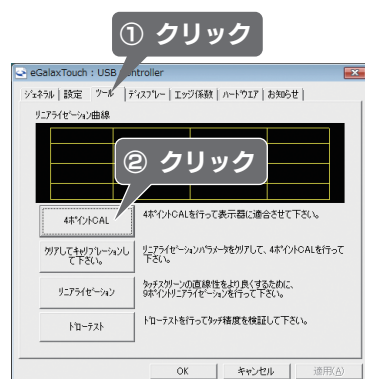 ① クリック
eGalaxTouch : USB Controller
ジェネラル 設定 ツール ディスプレー エッジ係数 ハードウエア お知らせ
リニアライゼーション曲線
② クリック
4ポイントCAL
4ポイントCALを行って表示器に適合させて下さい。
クリアしてキャリブレーションし
て下さい。
リニアライゼーションパラメータをクリアして、4ポイントCALを行って
下さい。
リニアライゼーション
タッチスクリーンの直線性をより良くするために、
9ポイントリニアライゼーションを行って下さい。
ドローテスト
ドローテストを行ってタッチ精度を検証して下さい。
OK キャンセル 適用(A)